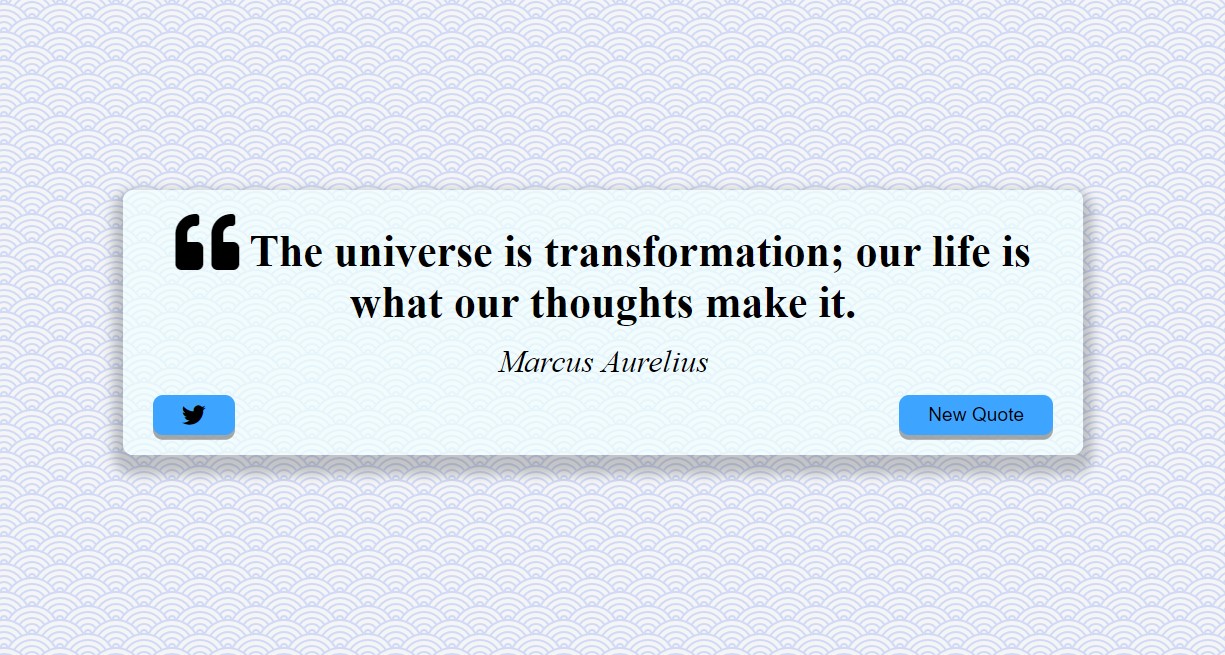 “ The universe is transformation; our life is
what our thoughts make it.
Marcus Aurelius
New Quote